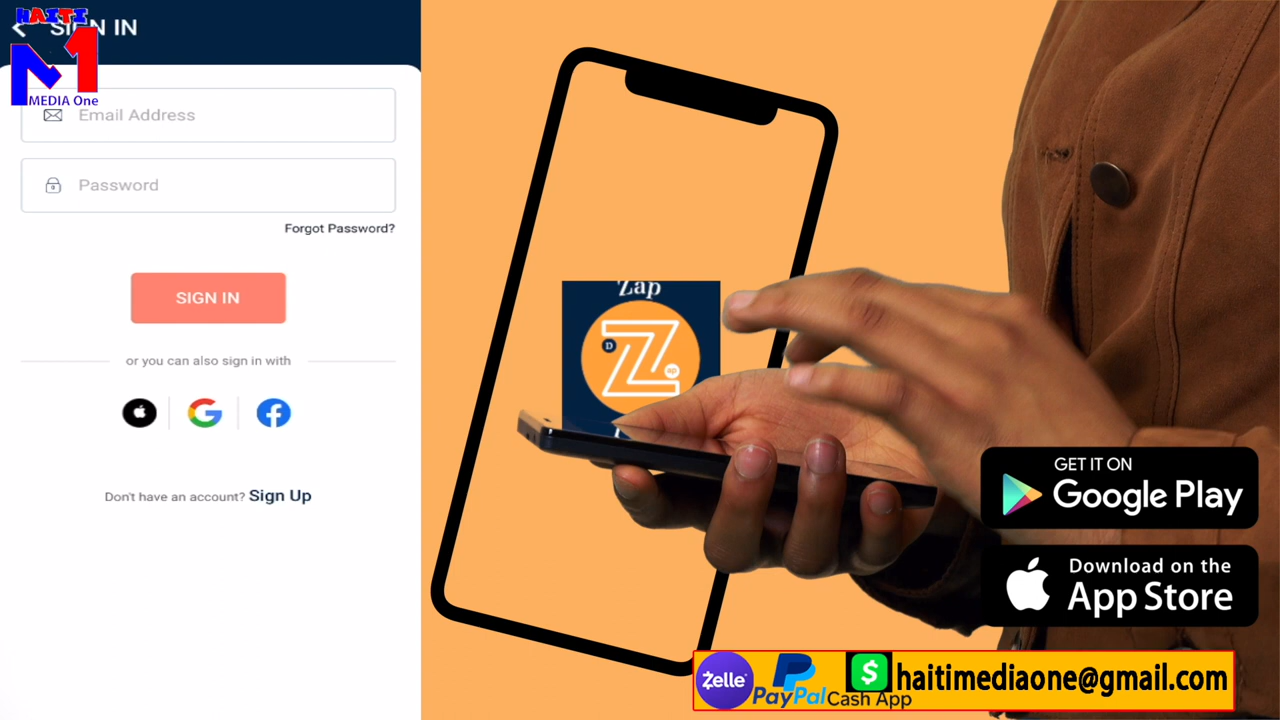 HAITI
SIGN IN
M1
MEDIA One
Email Address
Password
Forgot Password?
SIGN IN
or you can also sign in with
Don't have an account? Sign Up
Zap
Z
D
GET IT ON
Google Play
Download on the
App Store
Zelle
PayPal
Cash App
haitimediaone@gmail.com